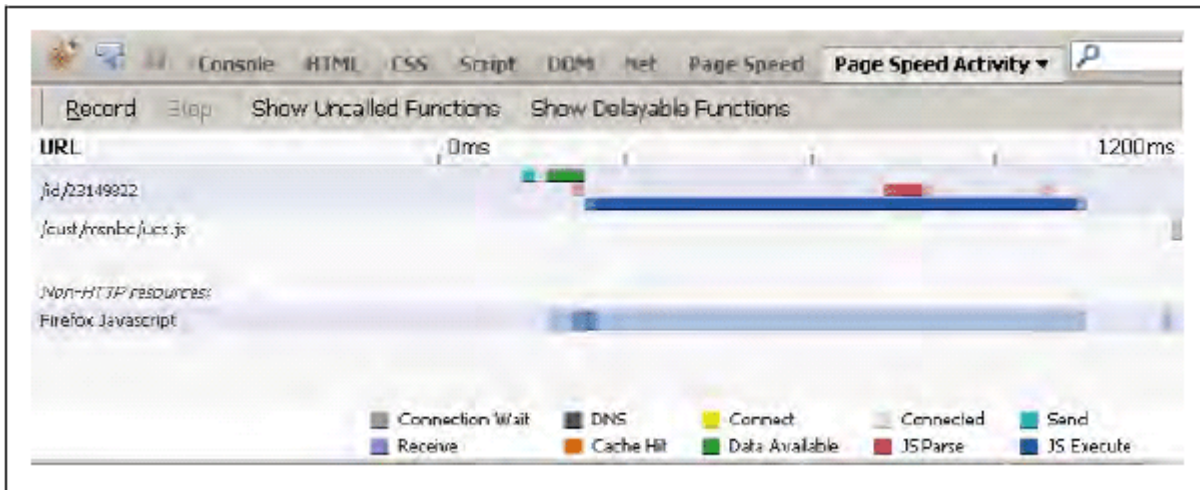 Console HTML CSS Script DOM Net Page Speed Page Speed Activity
Record Stop Show Uncalled Functions Show Delayable Functions
URL 0ms 1200ms
/id/23149822
/cust/msnbc/ucs.js
Non-HTTP resources:
Firefox Javascript
Connection Wait DNS Connect Connected Send
Receive Cache Hit Data Available JS Parse JS Execute